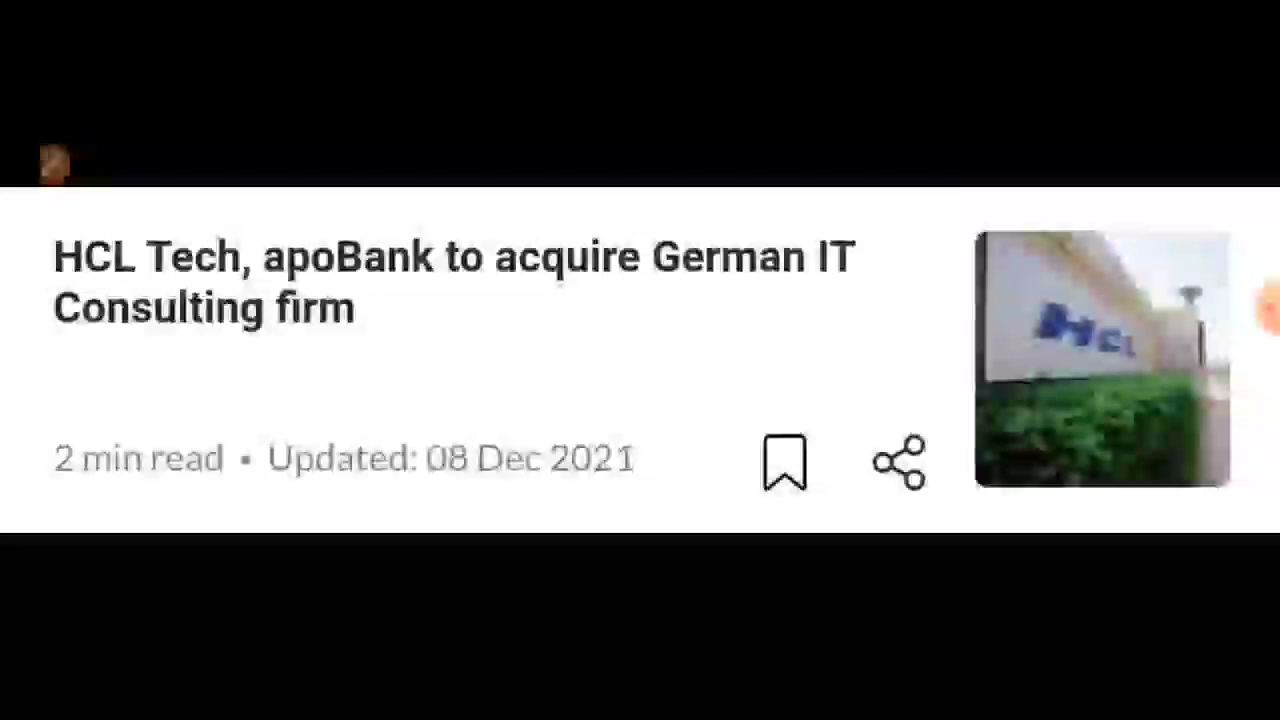 HCL Tech, apoBank to acquire German IT
Consulting firm
HCL
2 min read • Updated: 08 Dec 2021